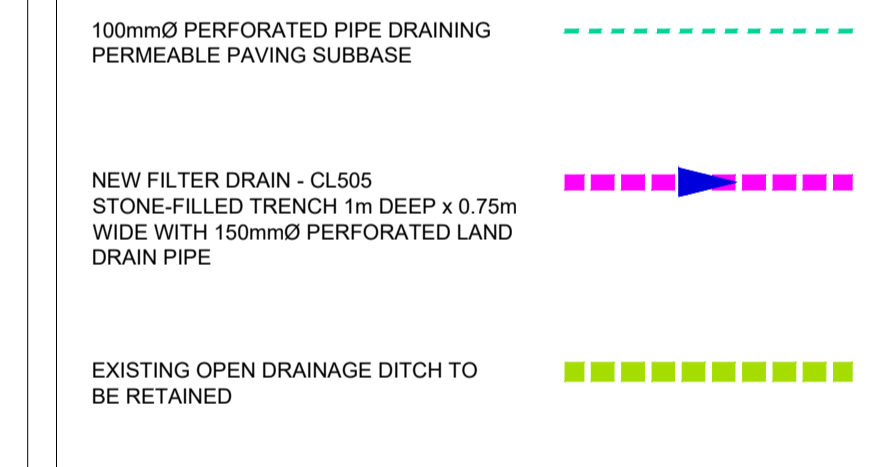 100mmØ PERFORATED PIPE DRAINING
PERMEABLE PAVING SUBBASE
NEW FILTER DRAIN - CL505
STONE-FILLED TRENCH 1m DEEP x 0.75m
WIDE WITH 150mmØ PERFORATED LAND
DRAIN PIPE
EXISTING OPEN DRAINAGE DITCH TO
BE RETAINED